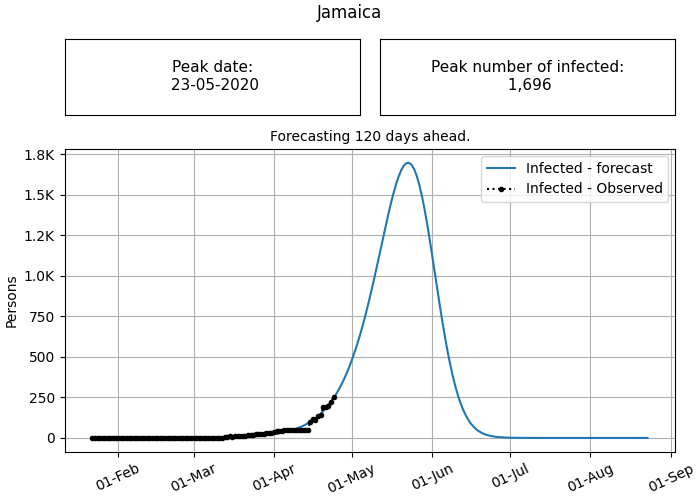 Jamaica
Peak date:
23-05-2020
Peak number of infected:
1,696
Forecasting 120 days ahead.
Infected - forecast
Infected - Observed
Persons
1.8K
1.5K
1.2K
1.0K
750
500
250
0
01-Feb
01-Mar
01-Apr
01-May
01-Jun
01-Jul
01-Aug
01-Sep